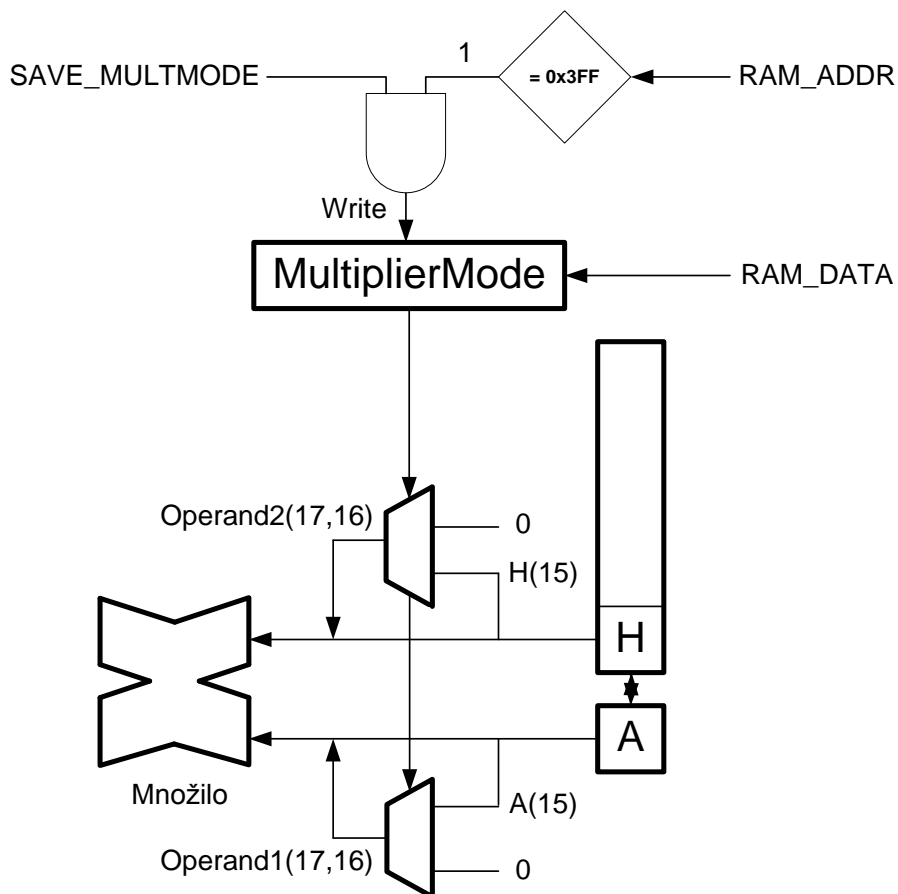 1
SAVE_MULTMODE
= 0x3FF
RAM_ADDR
Write
MultiplierMode
RAM_DATA
Operand2(17,16)
0
H(15)
H
A
Množilo
A(15)
Operand1(17,16)
0